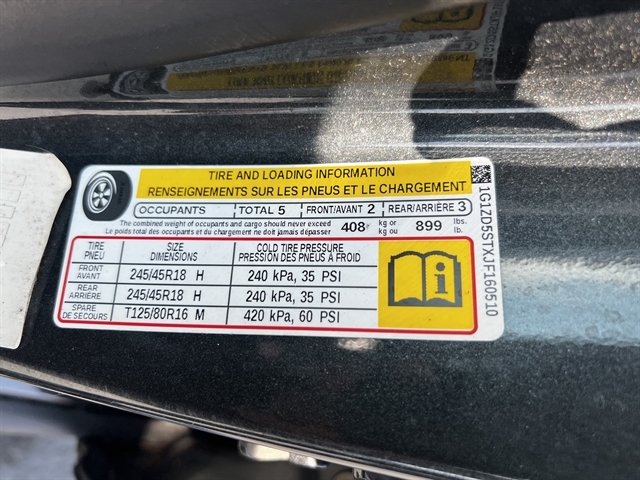 TIRE AND LOADING INFORMATION
RENSEIGNEMENTS SUR LES PNEUS ET LE CHARGEMENT
OCCUPANTS TOTAL 5 FRONT/AVANT 2 REAR/ARRIÈRE 3
The combined weight of occupants and cargo should never exceed 408 kg or 899 lbs.
Le poids total des occupants et du chargement ne doit jamais dépasser kg ou lb.
TIRE SIZE COLD TIRE PRESSURE
PNEU DIMENSIONS PRESSION DES PNEUS À FROID
FRONT
AVANT 245/45R18 H 240 kPa, 35 PSI
REAR
ARRIÈRE 245/45R18 H 240 kPa, 35 PSI
SPARE
DE SECOURS T125/80R16 M 420 kPa, 60 PSI
1G1ZD5STXJF160510